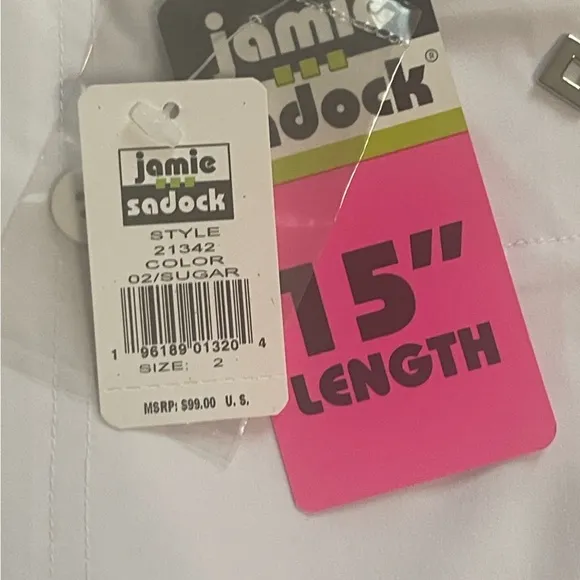 jamie
sadock
STYLE
21342
COLOR
02/SUGAR
1 96189 01320 4
SIZE: 2
MSRP: $99.00 U. S.
jamie
sadock®
15"
LENGTH